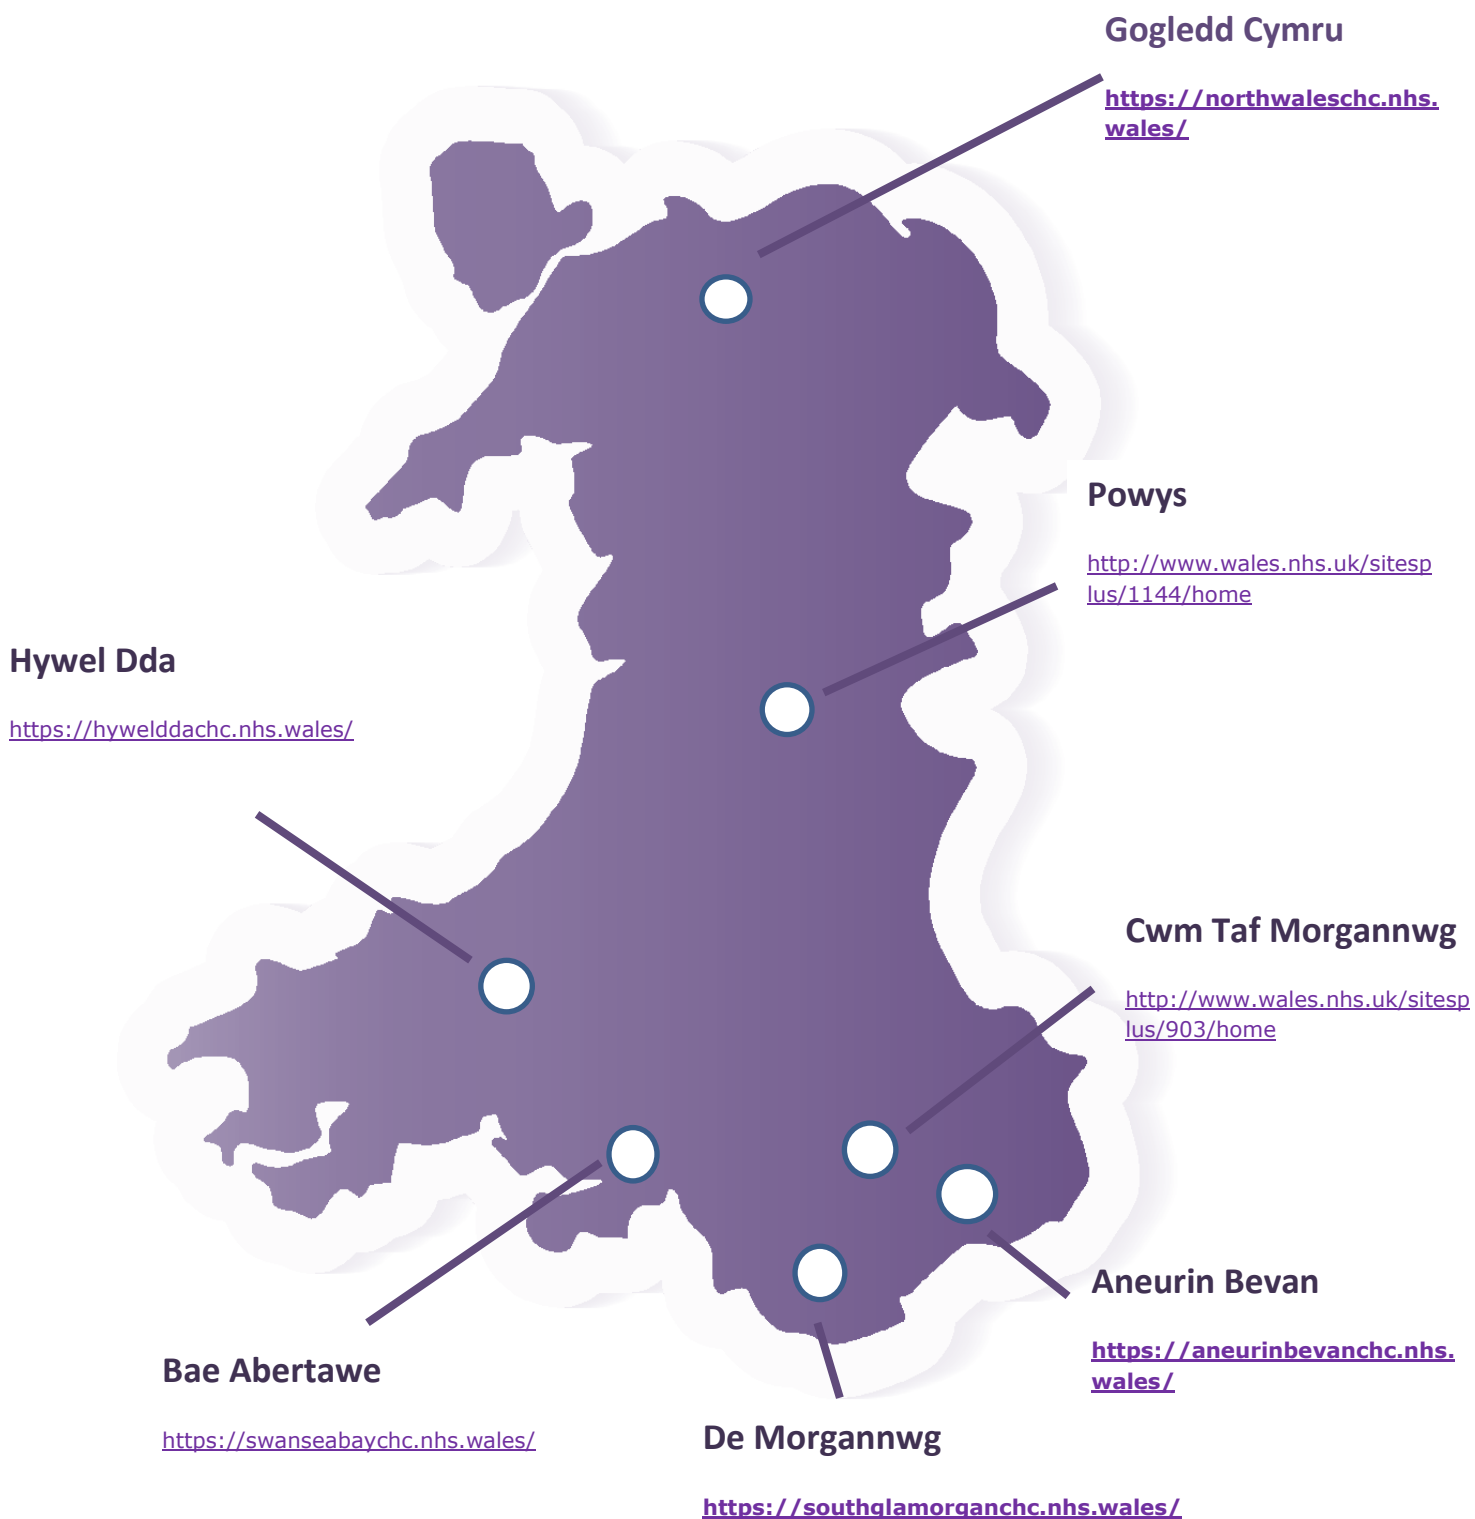 Gogledd Cymru
https://northwaleschc.nhs.
wales/
Powys
http://www.wales.nhs.uk/sitesp
lus/1144/home
Hywel Dda
https://hywelddachc.nhs.wales/
Cwm Taf Morgannwg
http://www.wales.nhs.uk/sitesp
lus/903/home
Aneurin Bevan
https://aneurinbevanchc.nhs.
wales/
Bae Abertawe
https://swanseabaychc.nhs.wales/
De Morgannwg
https://southglamorganchc.nhs.wales/